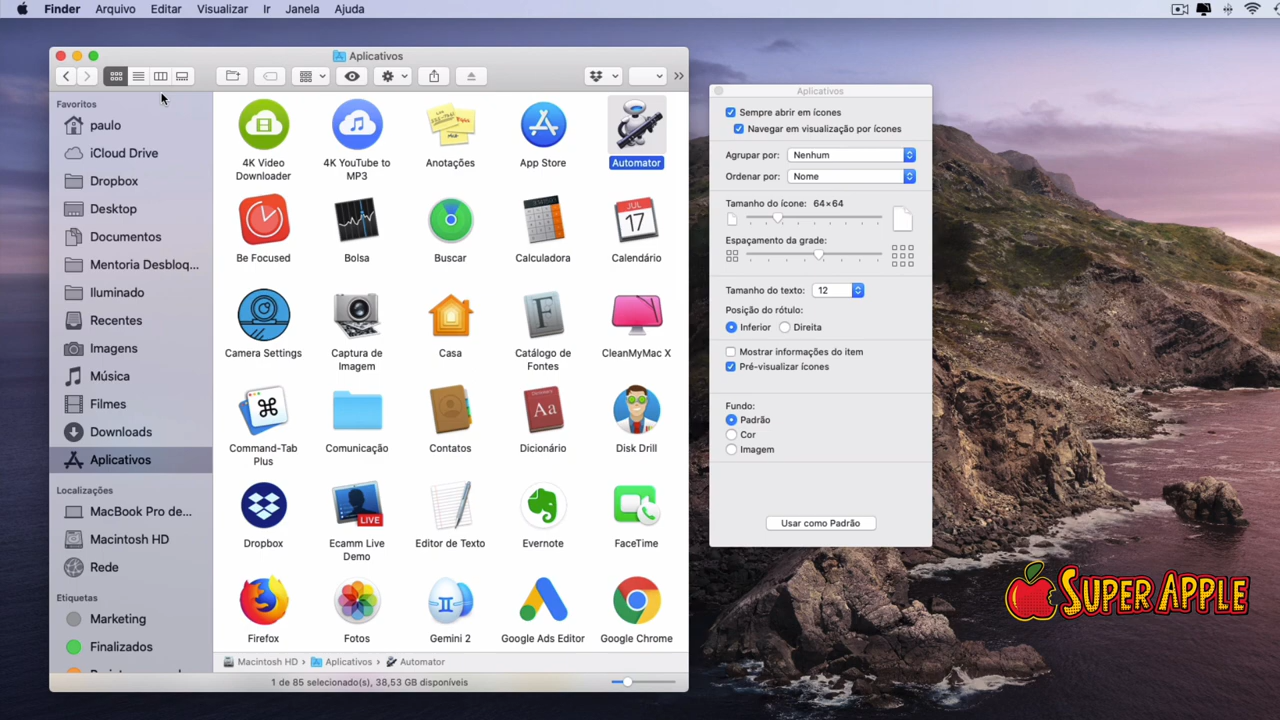 Finder Arquivo Editar Visualizar Ir Janela Ajuda
Aplicativos
Favoritos
paulo
iCloud Drive
Dropbox
Desktop
Documentos
Mentoria Desbloq...
Iluminado
Recentes
Imagens
Música
Filmes
Downloads
Aplicativos
Localizações
MacBook Pro de...
Macintosh HD
Rede
Etiquetas
Marketing
Finalizados
4K Video
Downloader
4K YouTube to
MP3
Anotações
App Store
Automator
Be Focused
Bolsa
Buscar
Calculadora
JUL
17
Calendário
Camera Settings
Captura de
Imagem
Casa
F
Catálogo de
Fontes
CleanMyMac X
Command-Tab
Plus
Comunicação
Contatos
Aa
Dicionário
Disk Drill
Dropbox
LIVE
Ecamm Live
Demo
Editor de Texto
Evernote
FaceTime
Firefox
Fotos
Gemini 2
Google Ads Editor
Google Chrome
Macintosh HD › Aplicativos › Automator
1 de 85 selecionado(s), 38,53 GB disponíveis
Aplicativos
Sempre abrir em ícones
Navegar em visualização por ícones
Agrupar por: Nenhum
Ordenar por: Nome
Tamanho do ícone: 64×64
Espaçamento da grade:
Tamanho do texto: 12
Posição do rótulo:
Inferior Direita
Mostrar informações do item
Pré-visualizar ícones
Fundo:
Padrão
Cor
Imagem
Usar como Padrão
SUPER APPLE